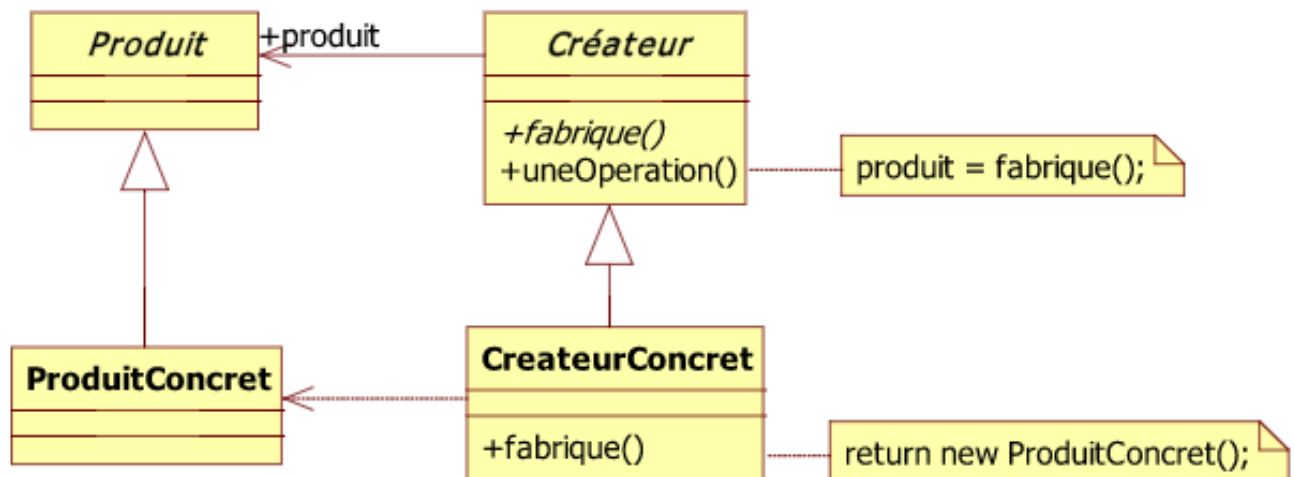 Produit
+produit
Créateur
+fabrique()
+uneOperation()
produit = fabrique();
ProduitConcret
CreateurConcret
+fabrique()
return new ProduitConcret();